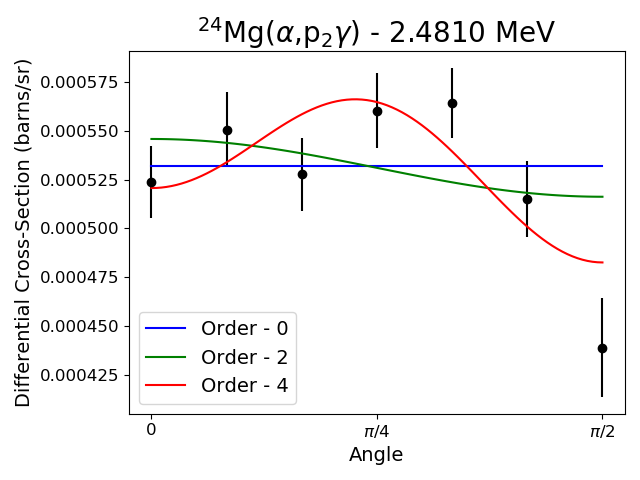 ²⁴Mg(α,p₂γ) - 2.4810 MeV
Differential Cross-Section (barns/sr)
0.000575
0.000550
0.000525
0.000500
0.000475
0.000450
0.000425
Order - 0
Order - 2
Order - 4
0 π/4 π/2
Angle